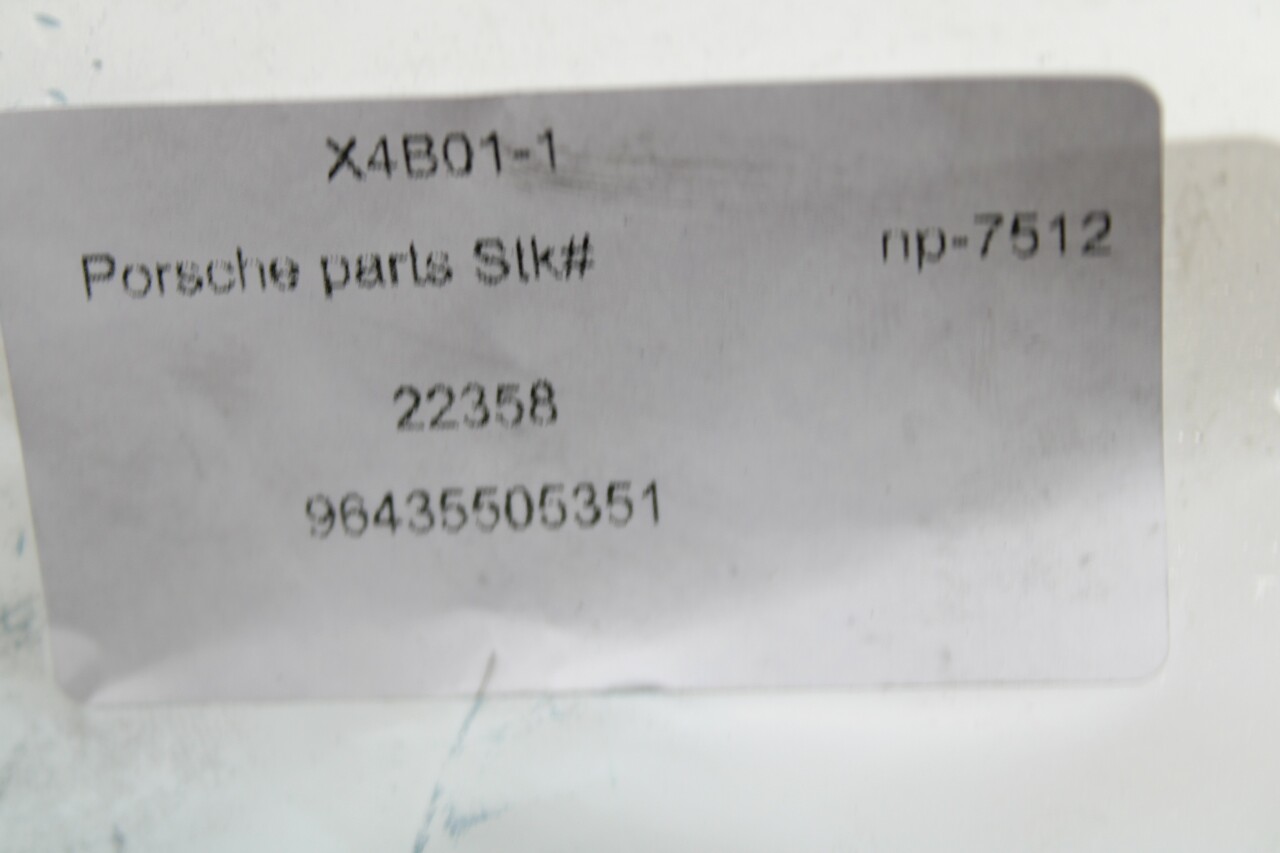 X4B01-1
Porsche parts Stk# np-7512
22358
96435505351